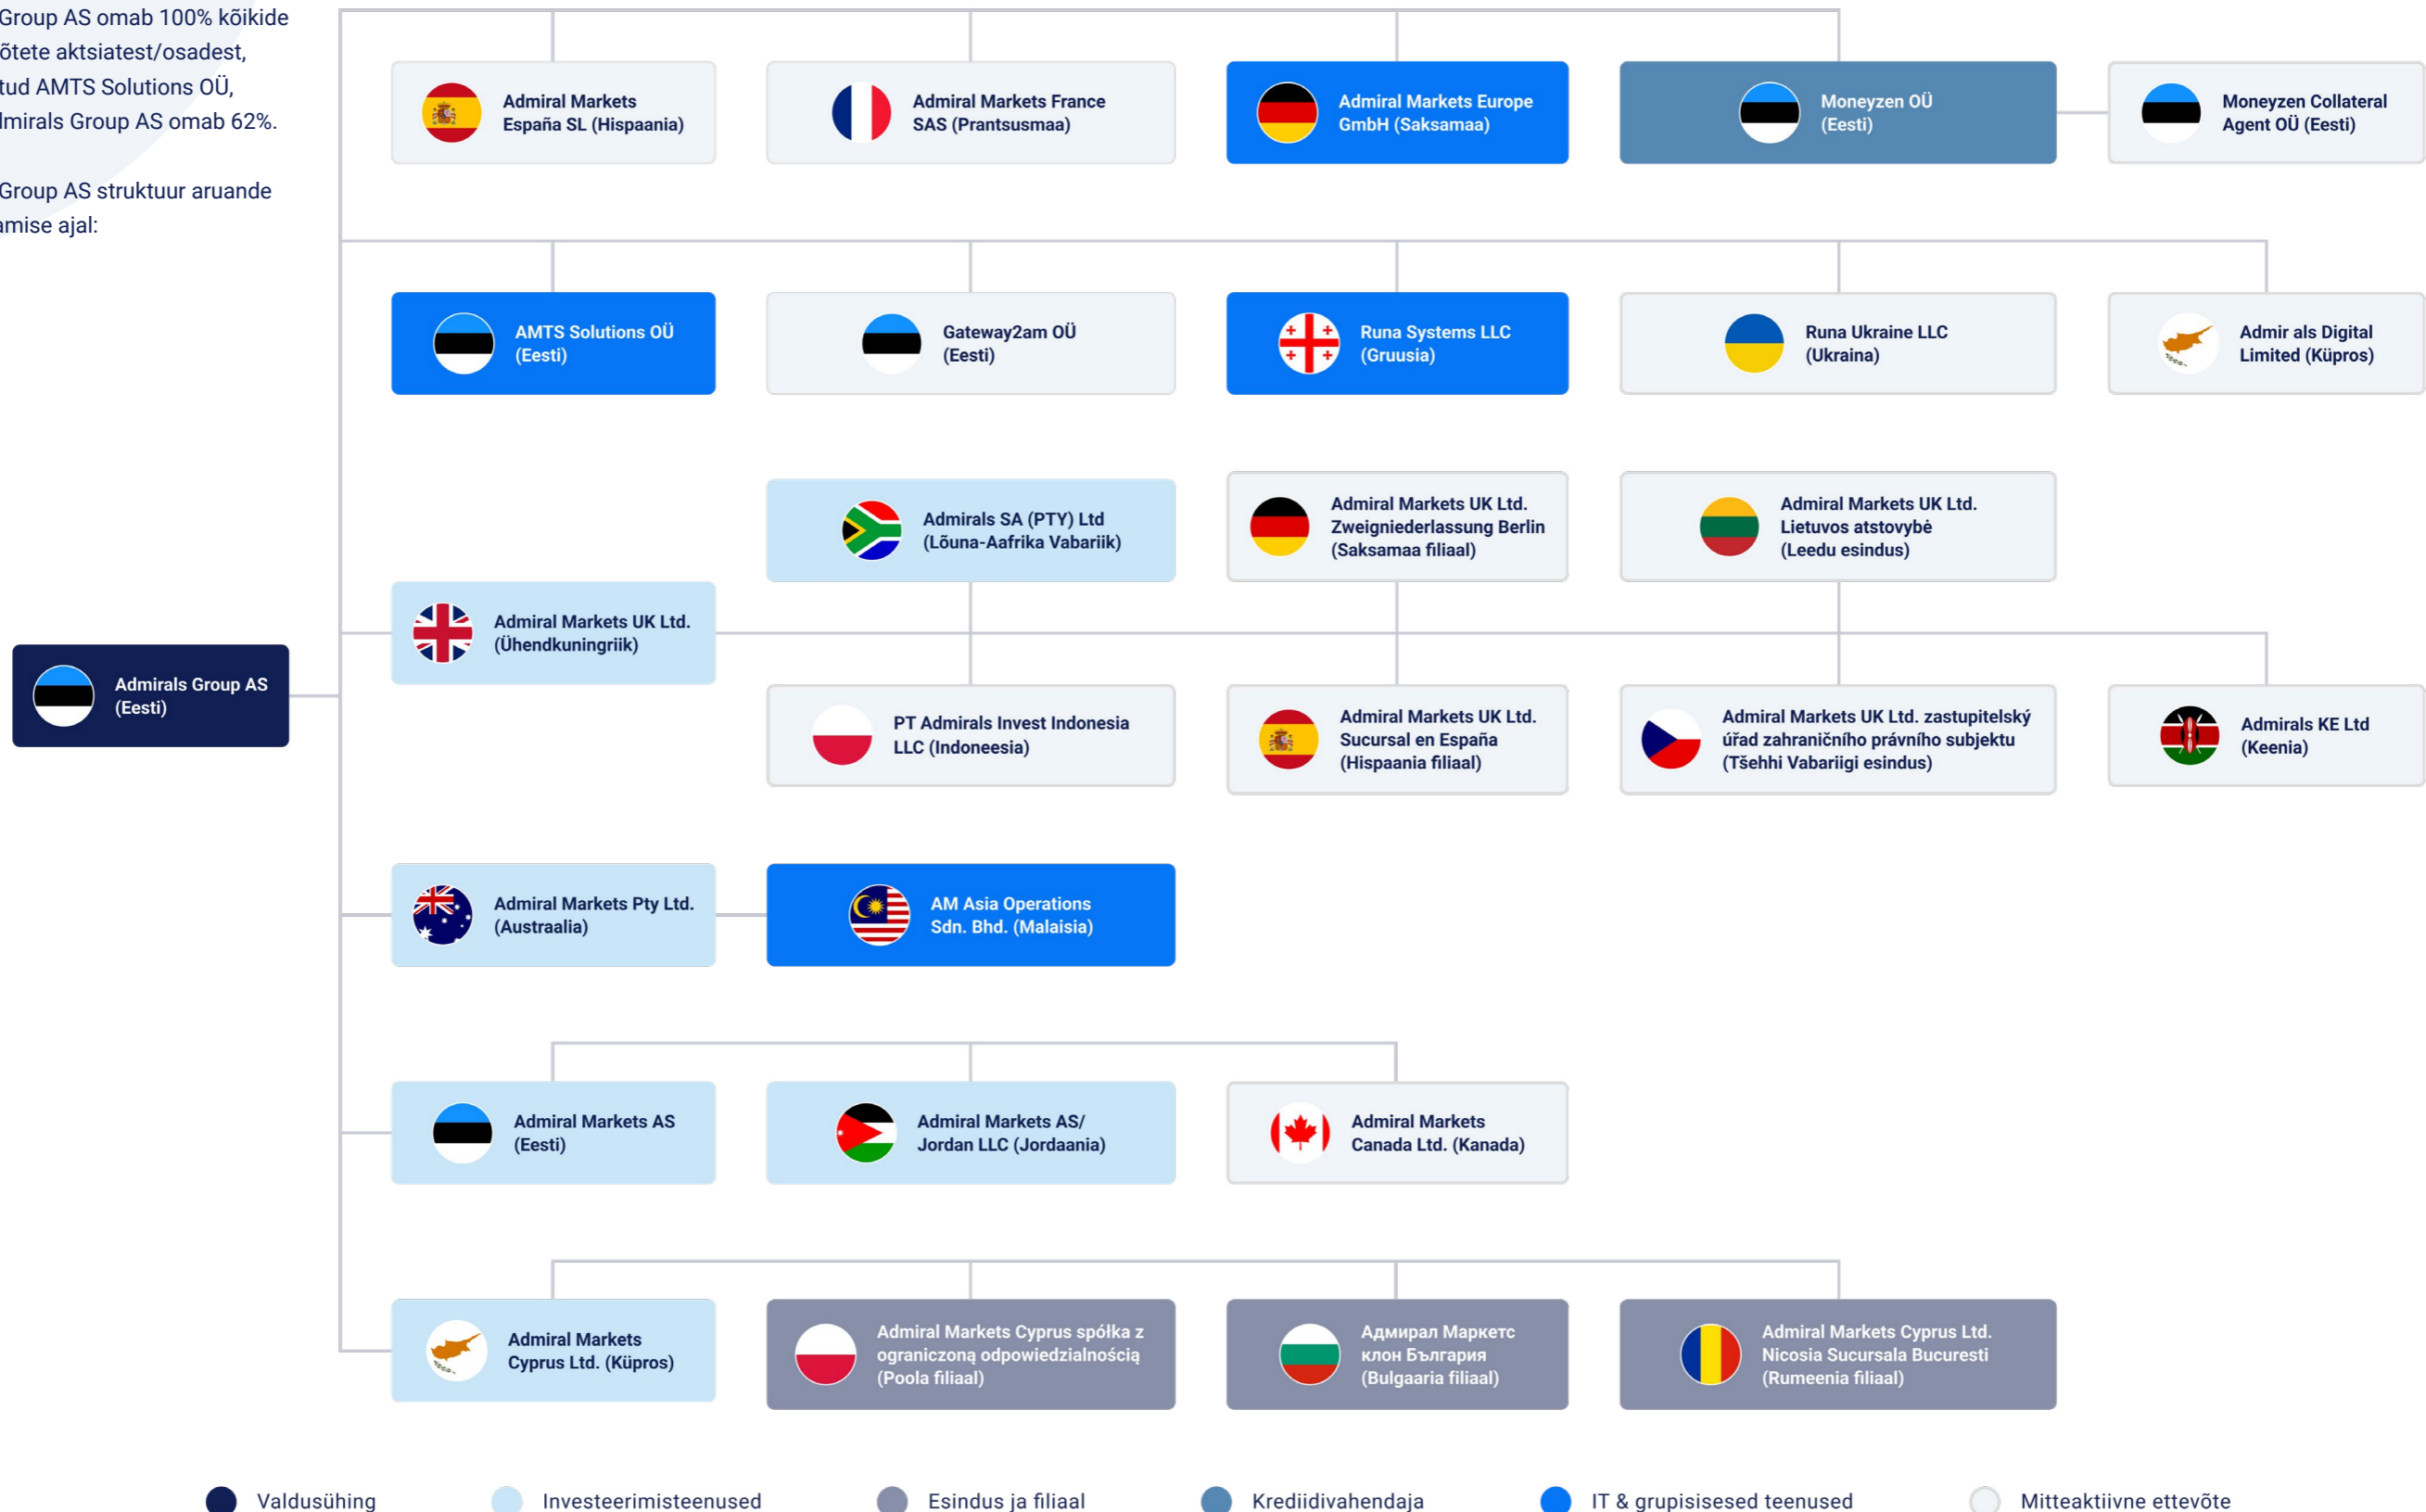 Group AS omab 100% kõikide
aktsiatest/osadest,
AMTS Solutions OÜ,
Group AS omab 62%.
Group AS struktuur aruande
ajal:
Admiral Markets
España SL (Hispaania)
Admiral Markets France
SAS (Prantsusmaa)
Admiral Markets Europe
GmbH (Saksamaa)
Moneyzen OÜ
(Eesti)
Moneyzen Collateral
Agent OÜ (Eesti)
AMTS Solutions OÜ
(Eesti)
Gateway2am OÜ
(Eesti)
Runa Systems LLC
(Gruusia)
Runa Ukraine LLC
(Ukraina)
Admir als Digital
Limited (Küpros)
Admirals SA (PTY) Ltd
(Lõuna-Aafrika Vabariik)
Admiral Markets UK Ltd.
Zweigniederlassung Berlin
(Saksamaa filiaal)
Admiral Markets UK Ltd.
Lietuvos atstovybė
(Leedu esindus)
Admiral Markets UK Ltd.
(Ühendkuningriik)
Admirals Group AS
(Eesti)
PT Admirals Invest Indonesia
LLC (Indoneesia)
Admiral Markets UK Ltd.
Sucursal en España
(Hispaania filiaal)
Admiral Markets UK Ltd. zastupitelský
úřad zahraničního právního subjektu
(Tšehhi Vabariigi esindus)
Admirals KE Ltd
(Keenia)
Admiral Markets Pty Ltd.
(Austraalia)
AM Asia Operations
Sdn. Bhd. (Malaisia)
Admiral Markets AS
(Eesti)
Admiral Markets AS/
Jordan LLC (Jordaania)
Admiral Markets
Canada Ltd. (Kanada)
Admiral Markets
Cyprus Ltd. (Küpros)
Admiral Markets Cyprus spółka z
ograniczoną odpowiedzialnością
(Poola filiaal)
Адмирал Маркетс
клон България
(Bulgaaria filiaal)
Admiral Markets Cyprus Ltd.
Nicosia Sucursala Bucuresti
(Rumeenia filiaal)
Valdusühing
Investeerimisteenused
Esindus ja filiaal
Krediidivahendaja
IT & grupisisesed teenused
Mitteaktiivne ettevõte